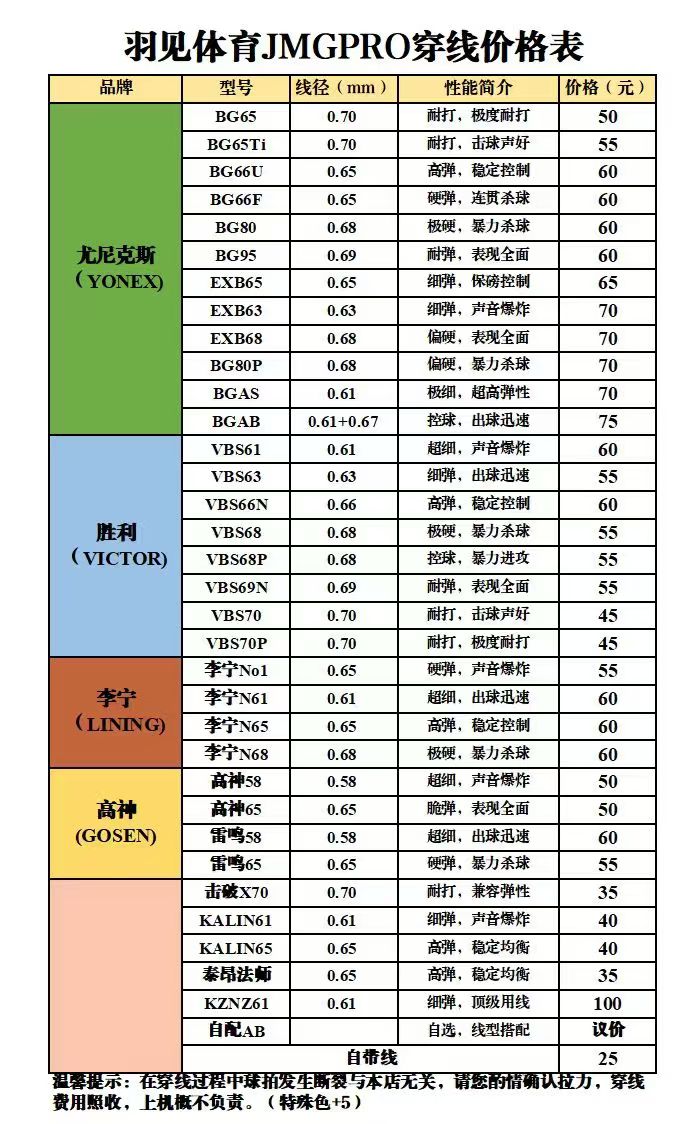 羽见体育JMGPRO穿线价格表
品牌 型号 线径（mm） 性能简介 价格（元）
尤尼克斯
（YONEX)
BG65 0.70 耐打，极度耐打 50
BG65Ti 0.70 耐打，击球声好 55
BG66U 0.65 高弹，稳定控制 60
BG66F 0.65 硬弹，连贯杀球 60
BG80 0.68 极硬，暴力杀球 60
BG95 0.69 耐弹，表现全面 60
EXB65 0.65 细弹，保磅控制 65
EXB63 0.63 细弹，声音爆炸 70
EXB68 0.68 偏硬，表现全面 70
BG80P 0.68 偏硬，暴力杀球 70
BGAS 0.61 极细，超高弹性 70
BGAB 0.61+0.67 控球，出球迅速 75
胜利
（VICTOR)
VBS61 0.61 超细，声音爆炸 60
VBS63 0.63 细弹，出球迅速 55
VBS66N 0.66 高弹，稳定控制 60
VBS68 0.68 极硬，暴力杀球 55
VBS68P 0.68 控球，暴力进攻 55
VBS69N 0.69 耐弹，表现全面 55
VBS70 0.70 耐打，击球声好 45
VBS70P 0.70 耐打，极度耐打 45
李宁
（LINING)
李宁No1 0.65 硬弹，声音爆炸 55
李宁N61 0.61 超细，出球迅速 60
李宁N65 0.65 高弹，稳定控制 60
李宁N68 0.68 极硬，暴力杀球 60
高神
(GOSEN)
高神58 0.58 超细，声音爆炸 50
高神65 0.65 脆弹，表现全面 50
雷鸣58 0.58 超细，出球迅速 60
雷鸣65 0.65 硬弹，暴力杀球 55
击破X70 0.70 耐打，兼容弹性 35
KALIN61 0.61 细弹，声音爆炸 40
KALIN65 0.65 高弹，稳定均衡 40
泰昂法师 0.65 高弹，稳定均衡 35
KZNZ61 0.61 细弹，顶级用线 100
自配AB 自选，线型搭配 议价
自带线 25
温馨提示：在穿线过程中球拍发生断裂与本店无关，请您酌情确认拉力，穿线
费用照收，上机概不负责。（特殊色+5）